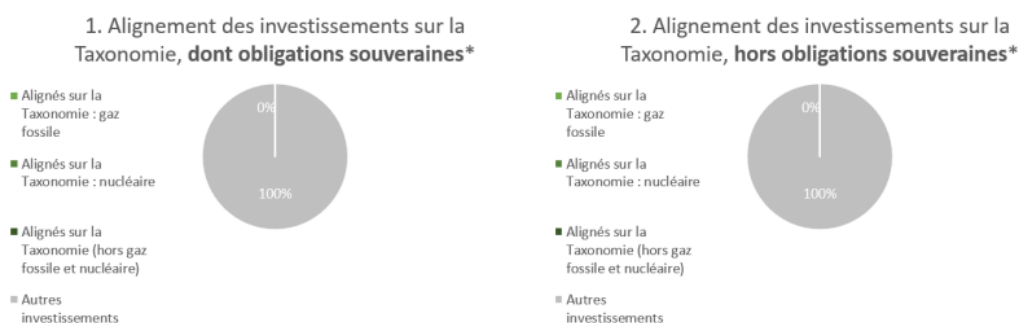 1. Alignement des investissements sur la
Taxonomie, dont obligations souveraines*
Alignés sur la
Taxonomie : gaz
fossile
Alignés sur la
Taxonomie : nucléaire
Alignés sur la
Taxonomie (hors gaz
fossile et nucléaire)
Autres
investissements
0%
100%
2. Alignement des investissements sur la
Taxonomie, hors obligations souveraines*
Alignés sur la
Taxonomie : gaz
fossile
Alignés sur la
Taxonomie : nucléaire
Alignés sur la
Taxonomie (hors gaz
fossile et nucléaire)
Autres
investissements
0%
100%